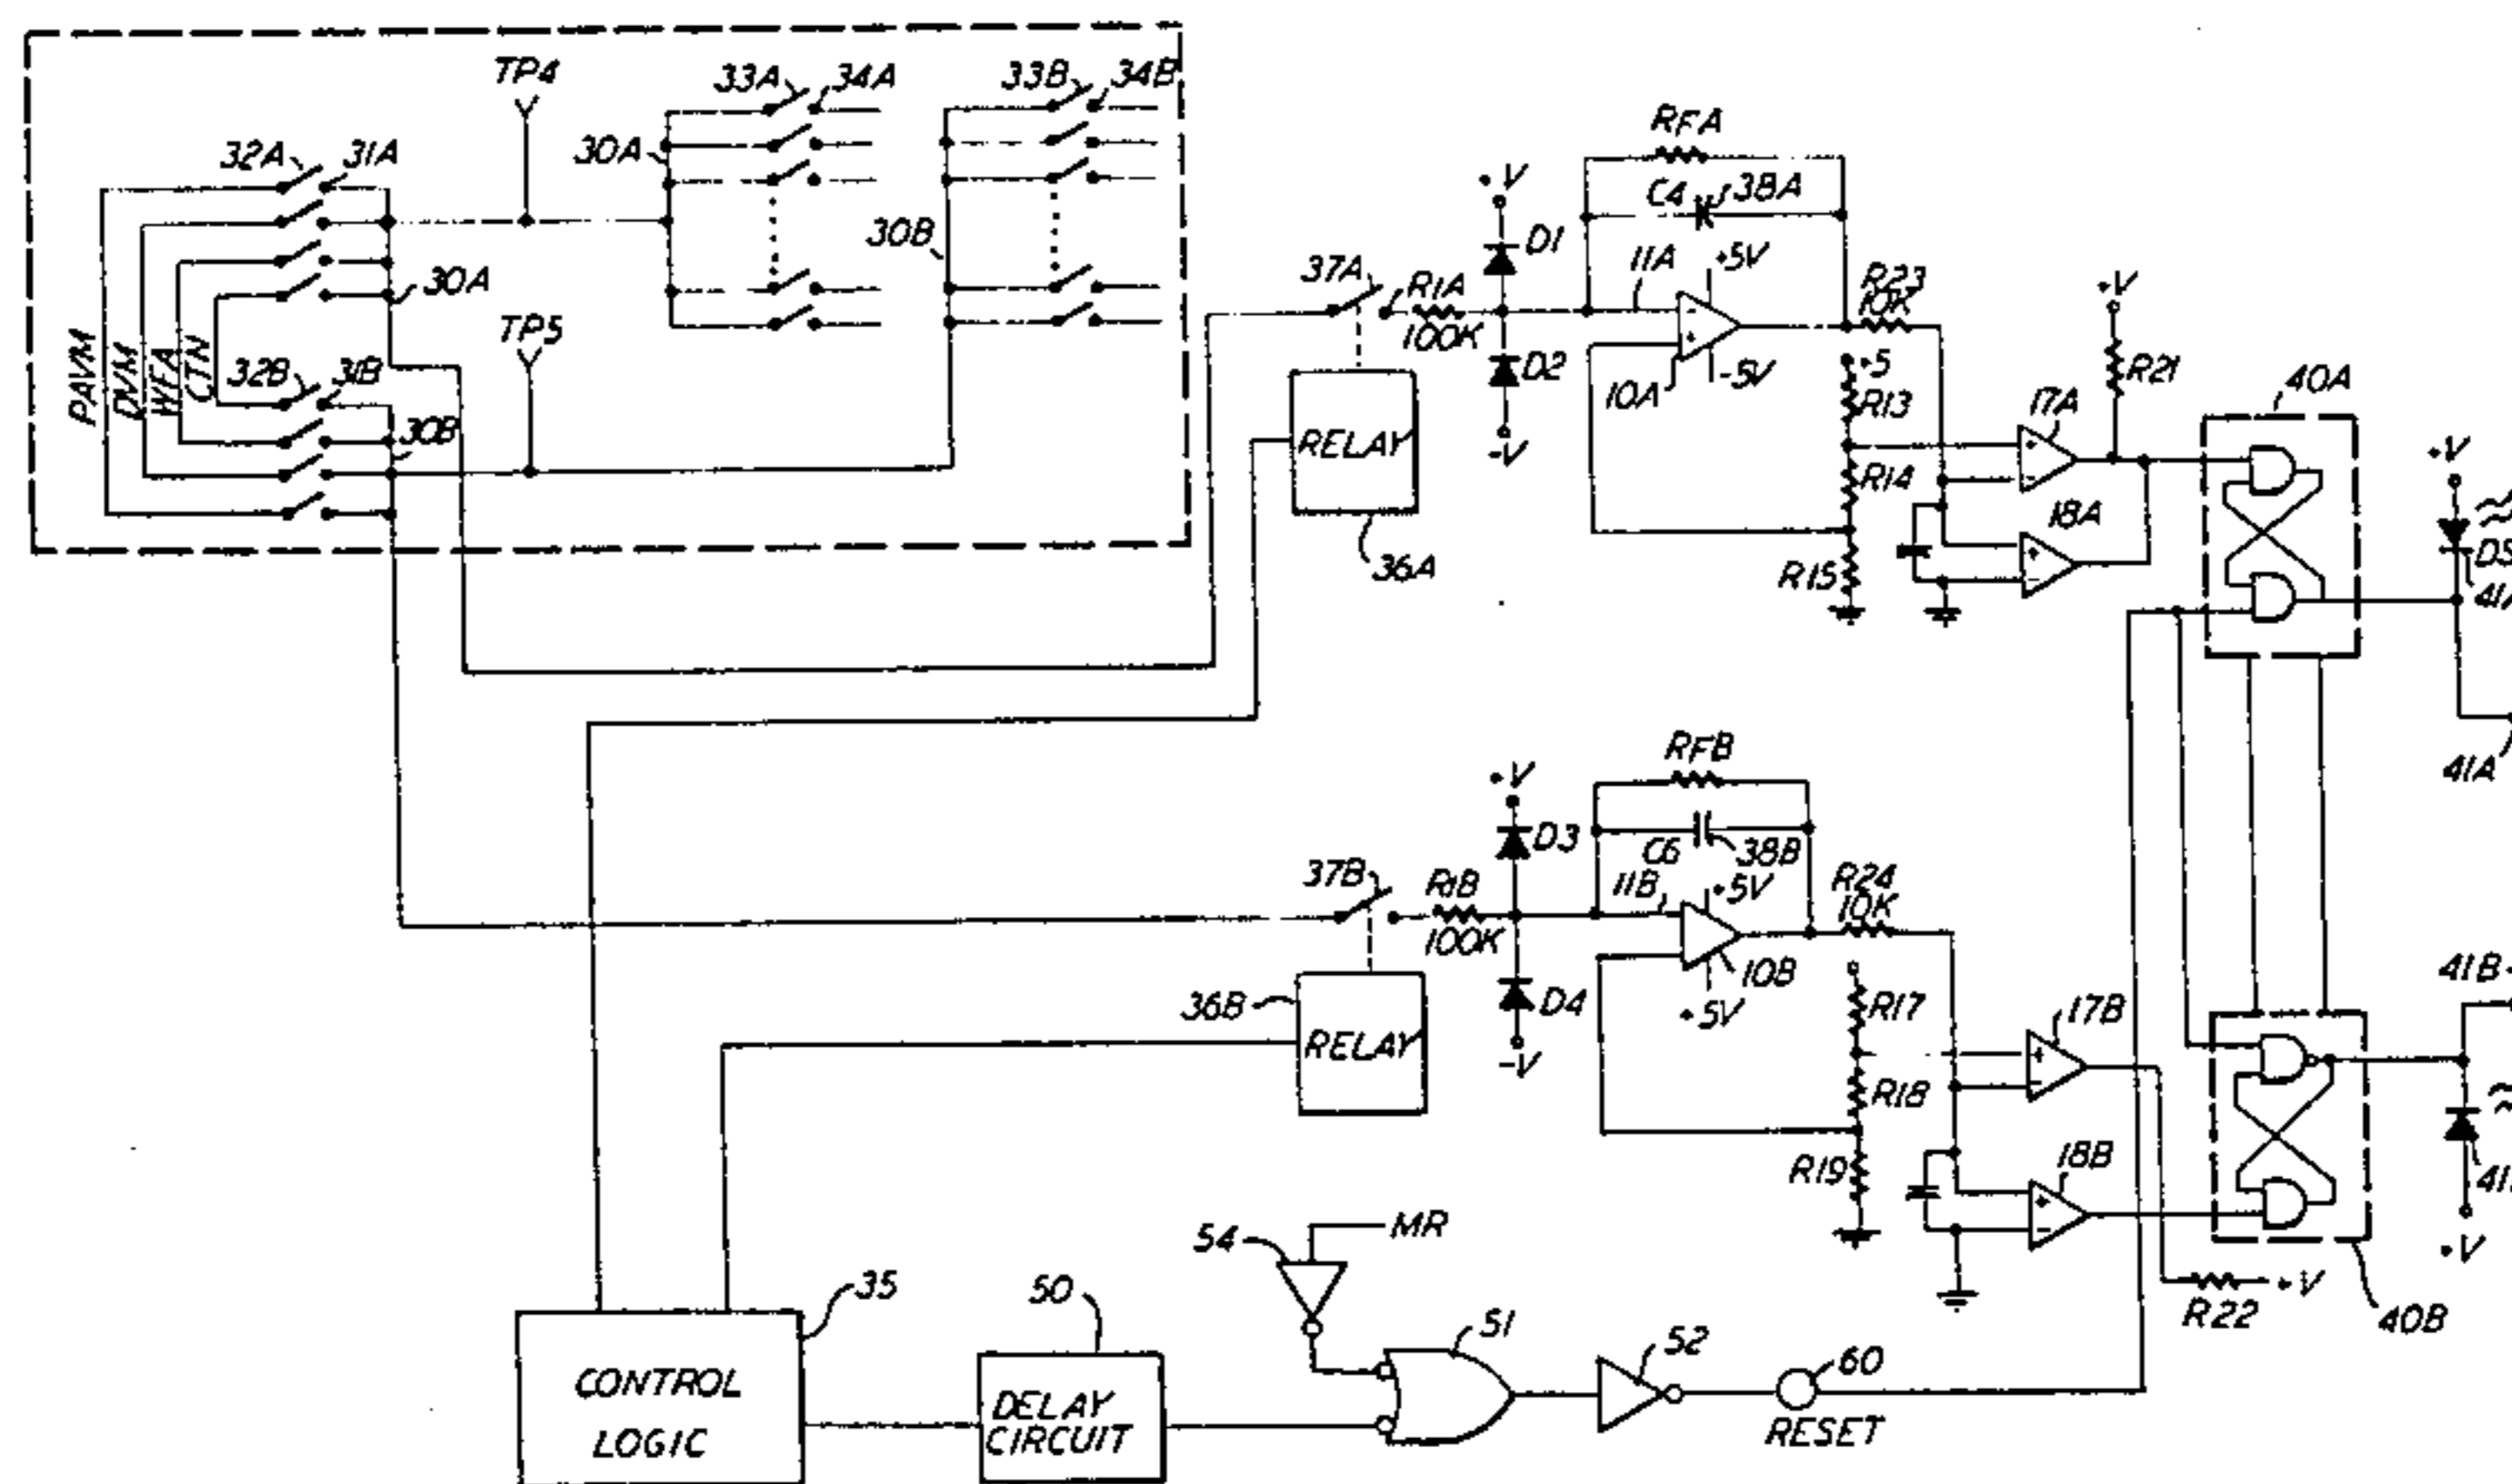 TP4
33A
34A
33B
34B
32A
31A
30A
30B
30A
TP5
PAVM
DVM
WFA
CTN
32B
31B
30B
37A
R1A
100K
RELAY
36A
+V
D1
D2
-V
RFA
C4
38A
11A
+5V
10A
-5V
R23
10K
+5
R13
R14
R15
+V
R21
17A
18A
40A
+V
D5
41A
37B
R1B
100K
36B
RELAY
+V
D3
D4
-V
RFB
C6
38B
11B
+5V
10B
+5V
R24
10K
R17
R18
R19
17B
18B
41B
+V
+V
R22
40B
35
CONTROL
LOGIC
50
DELAY
CIRCUIT
54
MR
51
52
60
RESET